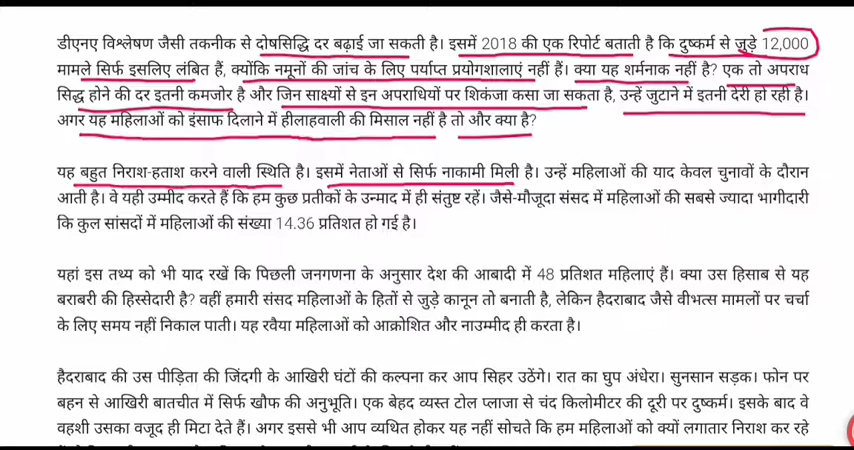 डीएनए विश्लेषण जैसी तकनीक से दोषसिद्धि दर बढ़ाई जा सकती है। इसमें 2018 की एक रिपोर्ट बताती है कि दुष्कर्म से जुड़े 12,000
मामले सिर्फ इसलिए लंबित हैं, क्योंकि नमूनों की जांच के लिए पर्याप्त प्रयोगशालाएं नहीं हैं। क्या यह शर्मनाक नहीं है? एक तो अपराध
सिद्ध होने की दर इतनी कमजोर है और जिन साक्ष्यों से इन अपराधियों पर शिकंजा कसा जा सकता है, उन्हें जुटाने में इतनी देरी हो रही है।
अगर यह महिलाओं को इंसाफ दिलाने में हीलाहवाली की मिसाल नहीं है तो और क्या है?
यह बहुत निराश-हताश करने वाली स्थिति है। इसमें नेताओं से सिर्फ नाकामी मिली है। उन्हें महिलाओं की याद केवल चुनावों के दौरान
आती है। वे यही उम्मीद करते हैं कि हम कुछ प्रतीकों के उन्माद में ही संतुष्ट रहें। जैसे-मौजूदा संसद में महिलाओं की सबसे ज्यादा भागीदारी
कि कुल सांसदों में महिलाओं की संख्या 14.36 प्रतिशत हो गई है।
यहां इस तथ्य को भी याद रखें कि पिछली जनगणना के अनुसार देश की आबादी में 48 प्रतिशत महिलाएं हैं। क्या उस हिसाब से यह
बराबरी की हिस्सेदारी है? वहीं हमारी संसद महिलाओं के हितों से जुड़े कानून तो बनाती है, लेकिन हैदराबाद जैसे वीभत्स मामलों पर चर्चा
के लिए समय नहीं निकाल पाती। यह रवैया महिलाओं को आक्रोशित और नाउम्मीद ही करता है।
हैदराबाद की उस पीड़िता की जिंदगी के आखिरी घंटों की कल्पना कर आप सिहर उठेंगे। रात का घुप अंधेरा। सुनसान सड़क। फोन पर
बहन से आखिरी बातचीत में सिर्फ खौफ की अनुभूति। एक बेहद व्यस्त टोल प्लाजा से चंद किलोमीटर की दूरी पर दुष्कर्म। इसके बाद वे
वहशी उसका वजूद ही मिटा देते हैं। अगर इससे भी आप व्यथित होकर यह नहीं सोचते कि हम महिलाओं को क्यों लगातार निराश कर रहे